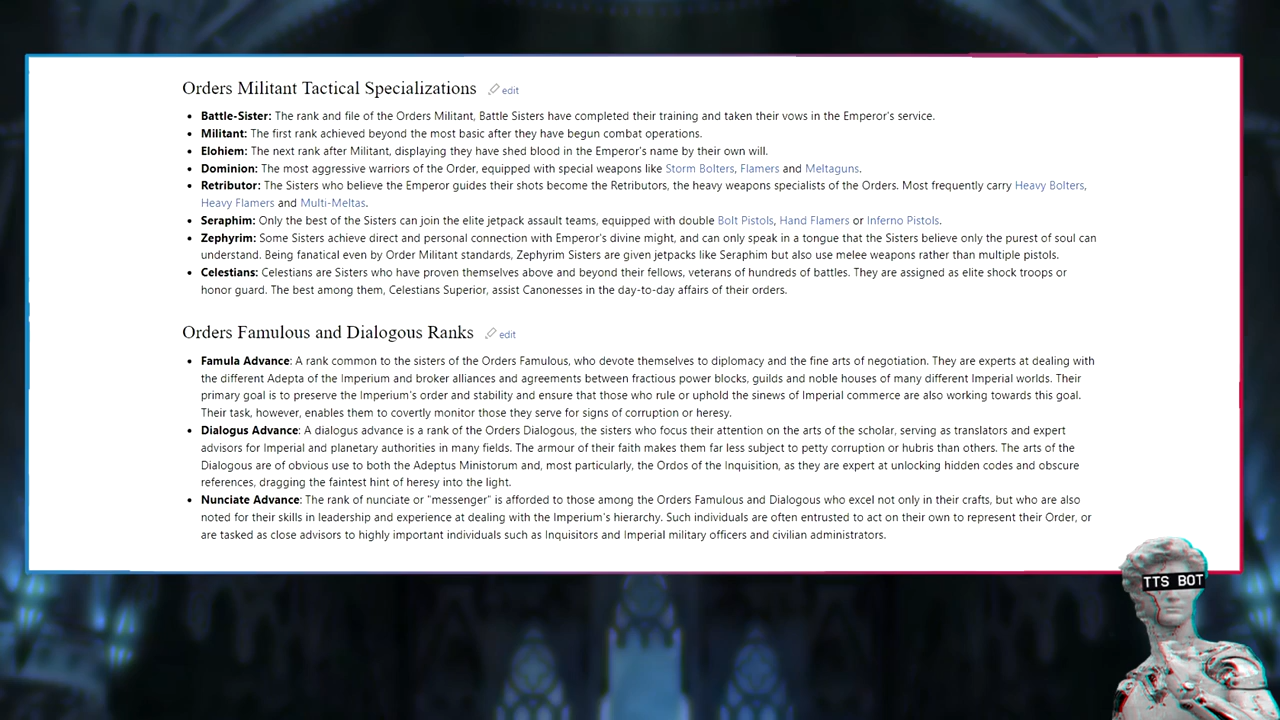 Orders Militant Tactical Specializations edit
• Battle-Sister: The rank and file of the Orders Militant, Battle Sisters have completed their training and taken their vows in the Emperor's service.
• Militant: The first rank achieved beyond the most basic after they have begun combat operations.
• Elohiem: The next rank after Militant, displaying they have shed blood in the Emperor's name by their own will.
• Dominion: The most aggressive warriors of the Order, equipped with special weapons like Storm Bolters, Flamers and Meltaguns.
• Retributor: The Sisters who believe the Emperor guides their shots become the Retributors, the heavy weapons specialists of the Orders. Most frequently carry Heavy Bolters,
Heavy Flamers and Multi-Meltas.
• Seraphim: Only the best of the Sisters can join the elite jetpack assault teams, equipped with double Bolt Pistols, Hand Flamers or Inferno Pistols.
• Zephyrim: Some Sisters achieve direct and personal connection with Emperor's divine might, and can only speak in a tongue that the Sisters believe only the purest of soul can
understand. Being fanatical even by Order Militant standards, Zephyrim Sisters are given jetpacks like Seraphim but also use melee weapons rather than multiple pistols.
• Celestians: Celestians are Sisters who have proven themselves above and beyond their fellows, veterans of hundreds of battles. They are assigned as elite shock troops or
honor guard. The best among them, Celestians Superior, assist Canonesses in the day-to-day affairs of their orders.
Orders Famulous and Dialogous Ranks edit
• Famula Advance: A rank common to the sisters of the Orders Famulous, who devote themselves to diplomacy and the fine arts of negotiation. They are experts at dealing with
the different Adepta of the Imperium and broker alliances and agreements between fractious power blocks, guilds and noble houses of many different Imperial worlds. Their
primary goal is to preserve the Imperium's order and stability and ensure that those who rule or uphold the sinews of Imperial commerce are also working towards this goal.
Their task, however, enables them to covertly monitor those they serve for signs of corruption or heresy.
• Dialogus Advance: A dialogus advance is a rank of the Orders Dialogous, the sisters who focus their attention on the arts of the scholar, serving as translators and expert
advisors for Imperial and planetary authorities in many fields. The armour of their faith makes them far less subject to petty corruption or hubris than others. The arts of the
Dialogous are of obvious use to both the Adeptus Ministorum and, most particularly, the Ordos of the Inquisition, as they are expert at unlocking hidden codes and obscure
references, dragging the faintest hint of heresy into the light.
• Nunciate Advance: The rank of nunciate or "messenger" is afforded to those among the Orders Famulous and Dialogous who excel not only in their crafts, but who are also
noted for their skills in leadership and experience at dealing with the Imperium's hierarchy. Such individuals are often entrusted to act on their own to represent their Order, or
are tasked as close advisors to highly important individuals such as Inquisitors and Imperial military officers and civilian administrators.
TTS BOT